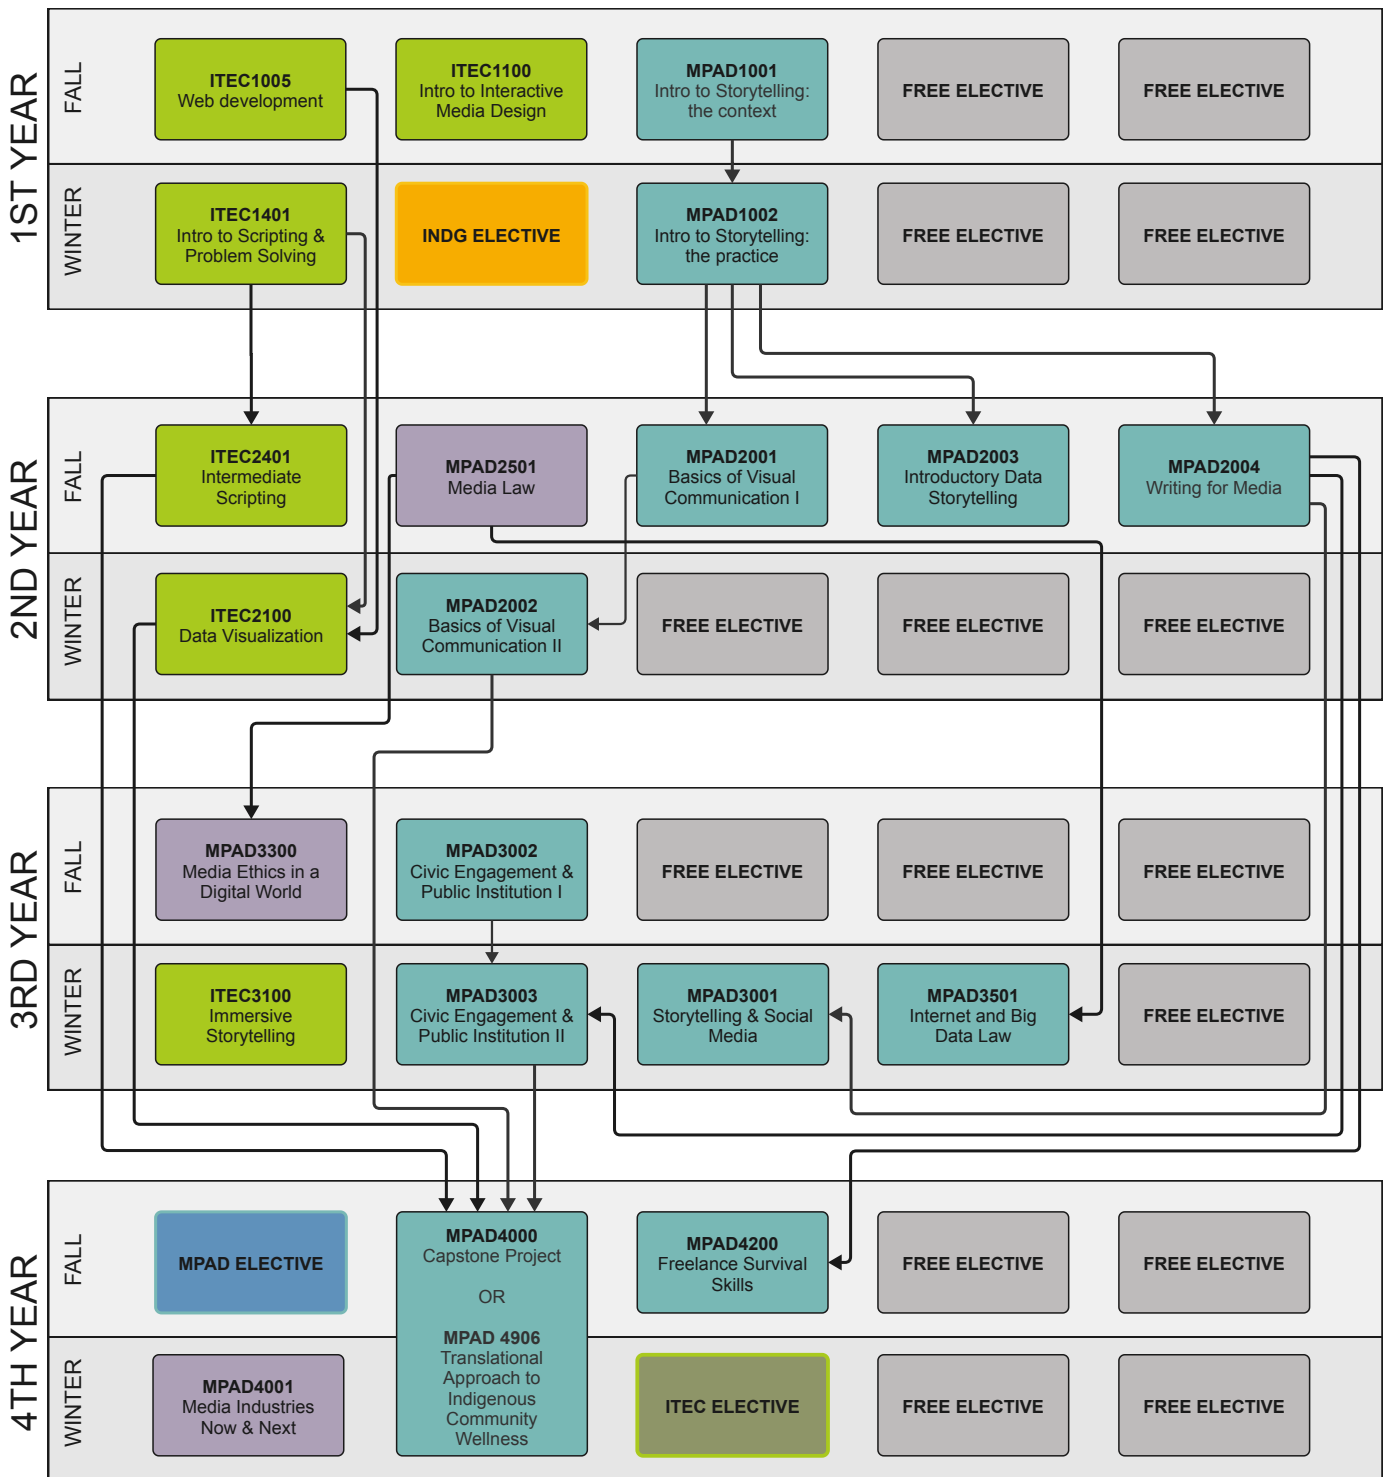 1ST YEAR
FALL
ITEC1005
Web development
ITEC1100
Intro to Interactive
Media Design
MPAD1001
Intro to Storytelling:
the context
FREE ELECTIVE
FREE ELECTIVE
WINTER
ITEC1401
Intro to Scripting &
Problem Solving
INDG ELECTIVE
MPAD1002
Intro to Storytelling:
the practice
FREE ELECTIVE
FREE ELECTIVE
2ND YEAR
FALL
ITEC2401
Intermediate
Scripting
MPAD2501
Media Law
MPAD2001
Basics of Visual
Communication I
MPAD2003
Introductory Data
Storytelling
MPAD2004
Writing for Media
WINTER
ITEC2100
Data Visualization
MPAD2002
Basics of Visual
Communication II
FREE ELECTIVE
FREE ELECTIVE
FREE ELECTIVE
3RD YEAR
FALL
MPAD3300
Media Ethics in a
Digital World
MPAD3002
Civic Engagement &
Public Institution I
FREE ELECTIVE
FREE ELECTIVE
FREE ELECTIVE
WINTER
ITEC3100
Immersive
Storytelling
MPAD3003
Civic Engagement &
Public Institution II
MPAD3001
Storytelling & Social
Media
MPAD3501
Internet and Big
Data Law
FREE ELECTIVE
4TH YEAR
FALL
MPAD ELECTIVE
MPAD4000
Capstone Project
OR
MPAD 4906
Translational
Approach to
Indigenous
Community
Wellness
MPAD4200
Freelance Survival
Skills
FREE ELECTIVE
FREE ELECTIVE
WINTER
MPAD4001
Media Industries
Now & Next
ITEC ELECTIVE
FREE ELECTIVE
FREE ELECTIVE